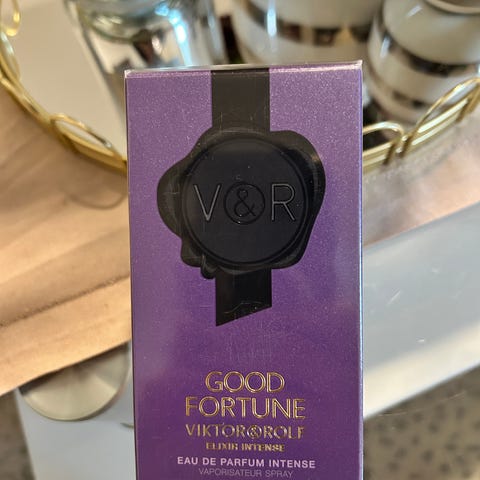 V&R
GOOD
FORTUNE
VIKTOR&ROLF
ELIXIR INTENSE
EAU DE PARFUM INTENSE
VAPORISATEUR SPRAY